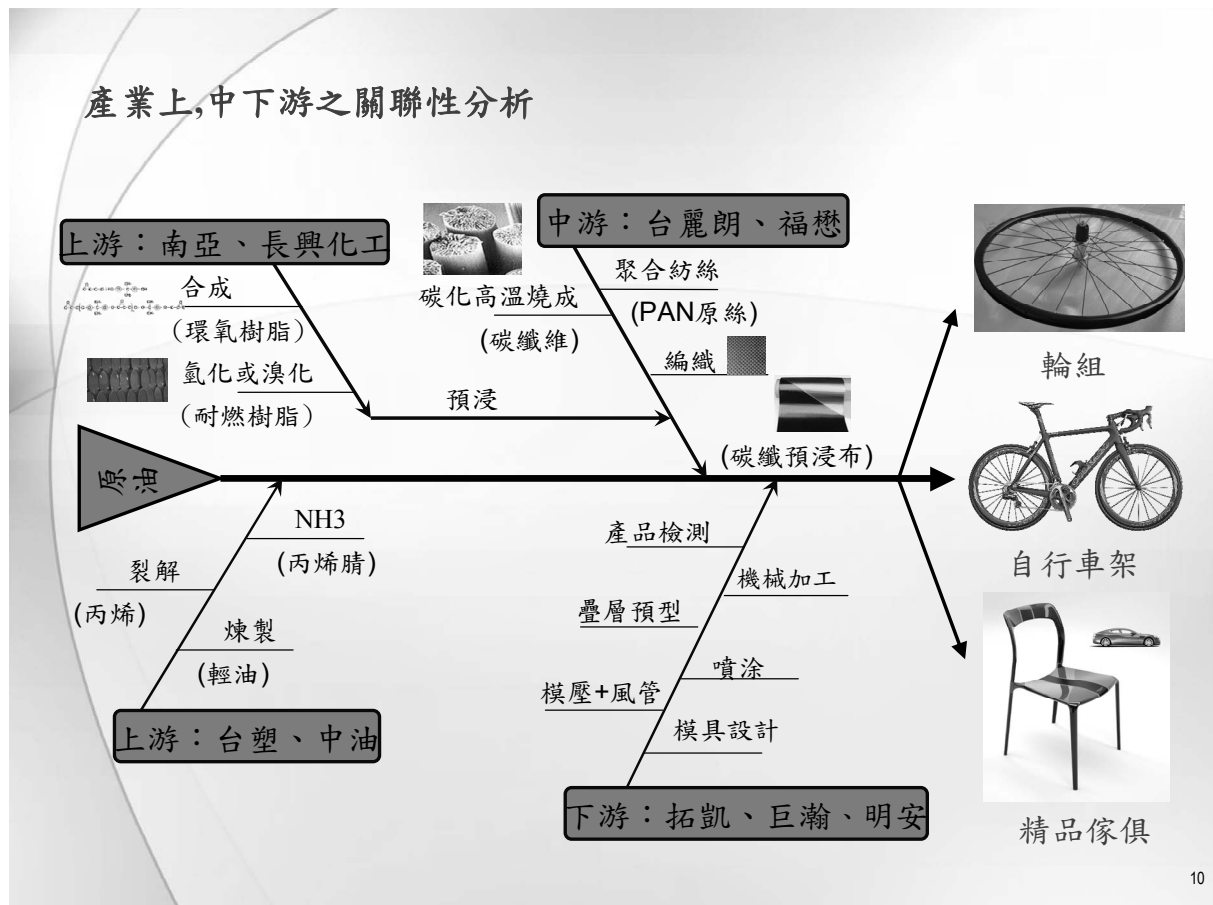 產業上,中下游之關聯性分析
上游：南亞、長興化工
合成
（環氧樹脂）
氫化或溴化
（耐燃樹脂）
預浸
中游：台麗朗、福懋
碳化高溫燒成
(碳纖維)
聚合紡絲
(PAN原絲)
編織
(碳纖預浸布)
原油
NH3
(丙烯腈)
裂解
(丙烯)
煉製
(輕油)
上游：台塑、中油
產品檢測
機械加工
疊層預型
噴涂
模壓+風管
模具設計
下游：拓凱、巨瀚、明安
輪組
自行車架
精品傢俱
10